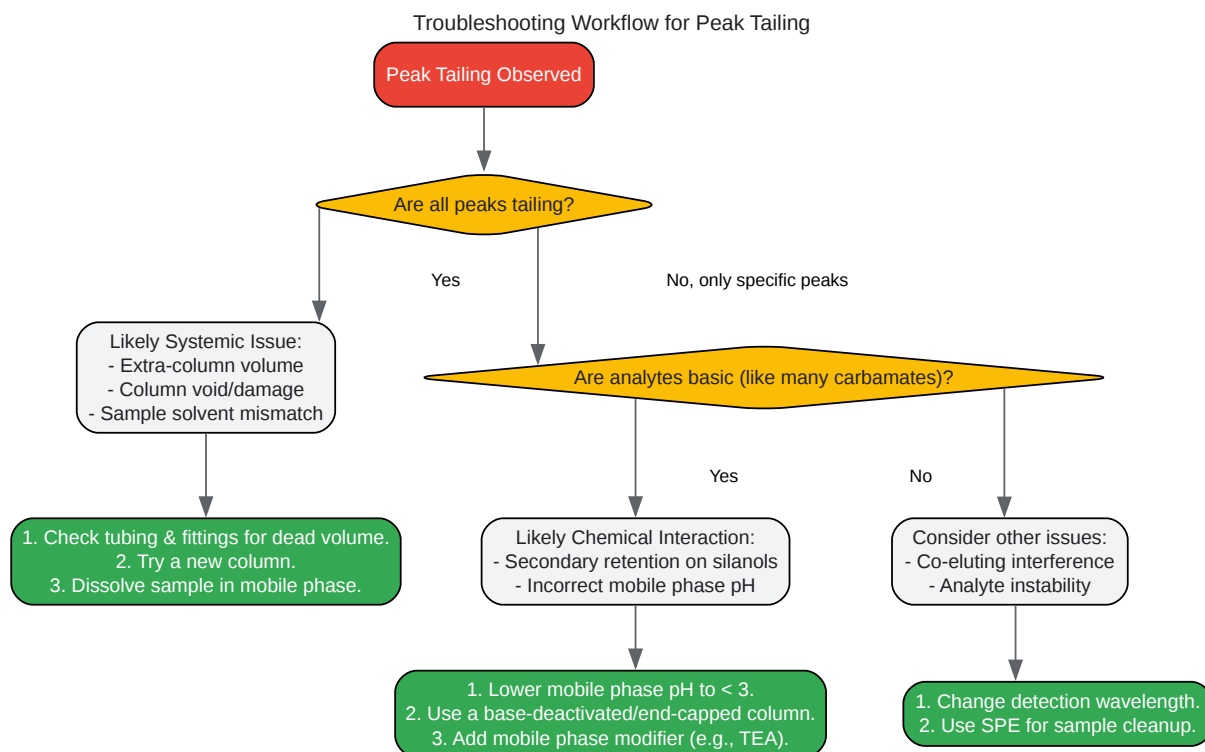 Troubleshooting Workflow for Peak Tailing
Peak Tailing Observed
Are all peaks tailing?
Yes
No, only specific peaks
Likely Systemic Issue:
- Extra-column volume
- Column void/damage
- Sample solvent mismatch
Are analytes basic (like many carbamates)?
Yes
No
1. Check tubing & fittings for dead volume.
2. Try a new column.
3. Dissolve sample in mobile phase.
Likely Chemical Interaction:
- Secondary retention on silanols
- Incorrect mobile phase pH
Consider other issues:
- Co-eluting interference
- Analyte instability
1. Lower mobile phase pH to < 3.
2. Use a base-deactivated/end-capped column.
3. Add mobile phase modifier (e.g., TEA).
1. Change detection wavelength.
2. Use SPE for sample cleanup.